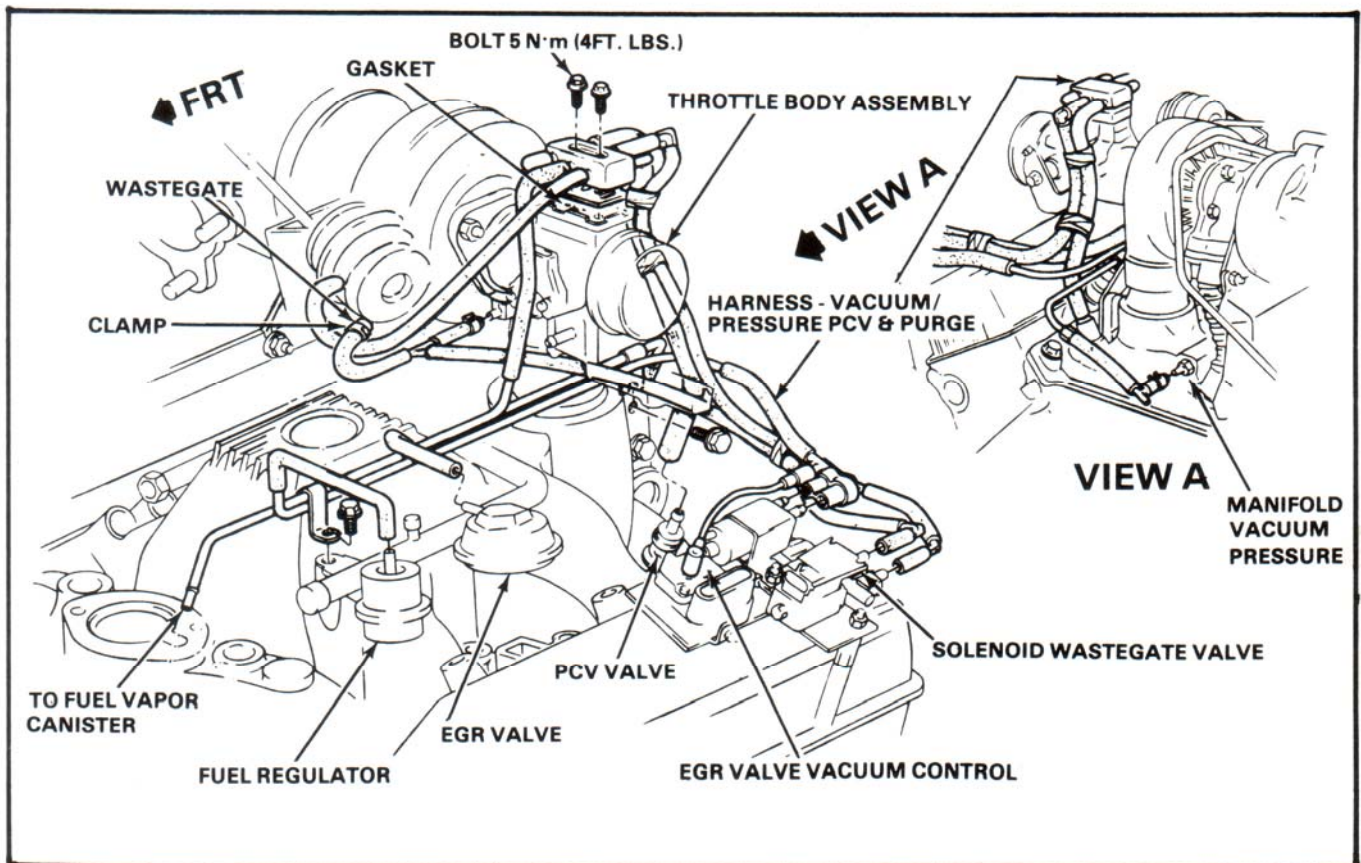 BOLT 5 N·m (4FT. LBS.)
GASKET
FRT
THROTTLE BODY ASSEMBLY
WASTEGATE
VIEW A
CLAMP
HARNESS - VACUUM/
PRESSURE PCV & PURGE
VIEW A
MANIFOLD
VACUUM
PRESSURE
SOLENOID WASTEGATE VALVE
PCV VALVE
TO FUEL VAPOR
CANISTER
EGR VALVE
FUEL REGULATOR
EGR VALVE VACUUM CONTROL